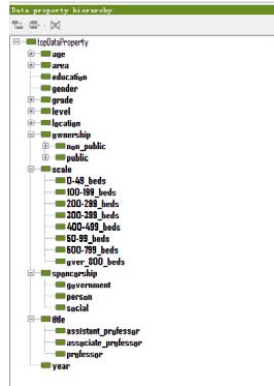 Data property hierarchy
topDataProperty
age
area
education
gender
grade
level
location
ownership
non_public
public
scale
0-49_beds
100-199_beds
200-299_beds
300-399_beds
400-499_beds
50-99_beds
500-799_beds
over_800_beds
sponsorship
government
person
social
title
assistant_professor
associate_professor
professor
year